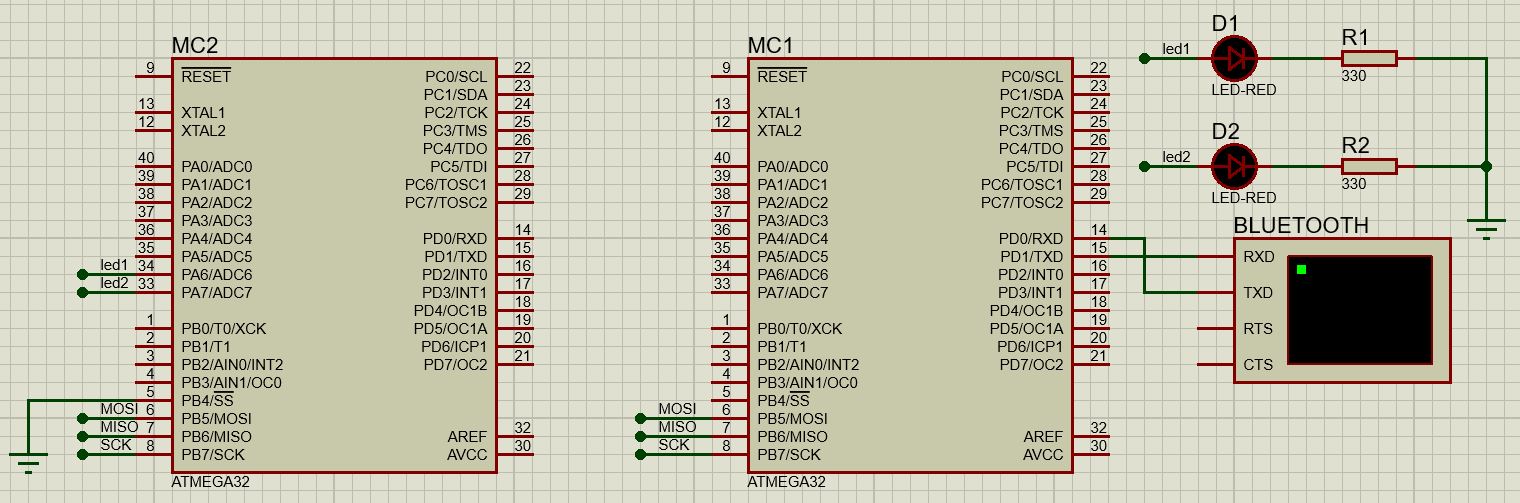 MC2
9 RESET
13 XTAL1
12 XTAL2
40 PA0/ADC0
39 PA1/ADC1
38 PA2/ADC2
37 PA3/ADC3
36 PA4/ADC4
35 PA5/ADC5
led1 34 PA6/ADC6
led2 33 PA7/ADC7
1 PB0/T0/XCK
2 PB1/T1
3 PB2/AIN0/INT2
4 PB3/AIN1/OC0
5 PB4/SS
MOSI 6 PB5/MOSI
MISO 7 PB6/MISO
SCK 8 PB7/SCK
PC0/SCL 22
PC1/SDA 23
PC2/TCK 24
PC3/TMS 25
PC4/TDO 26
PC5/TDI 27
PC6/TOSC1 28
PC7/TOSC2 29
PD0/RXD 14
PD1/TXD 15
PD2/INT0 16
PD3/INT1 17
PD4/OC1B 18
PD5/OC1A 19
PD6/ICP1 20
PD7/OC2 21
AREF 32
AVCC 30
ATMEGA32
MC1
9 RESET
13 XTAL1
12 XTAL2
40 PA0/ADC0
39 PA1/ADC1
38 PA2/ADC2
37 PA3/ADC3
36 PA4/ADC4
35 PA5/ADC5
34 PA6/ADC6
33 PA7/ADC7
1 PB0/T0/XCK
2 PB1/T1
3 PB2/AIN0/INT2
4 PB3/AIN1/OC0
5 PB4/SS
MOSI 6 PB5/MOSI
MISO 7 PB6/MISO
SCK 8 PB7/SCK
PC0/SCL 22
PC1/SDA 23
PC2/TCK 24
PC3/TMS 25
PC4/TDO 26
PC5/TDI 27
PC6/TOSC1 28
PC7/TOSC2 29
PD0/RXD 14
PD1/TXD 15
PD2/INT0 16
PD3/INT1 17
PD4/OC1B 18
PD5/OC1A 19
PD6/ICP1 20
PD7/OC2 21
AREF 32
AVCC 30
ATMEGA32
D1
led1
LED-RED
R1
330
D2
led2
LED-RED
R2
330
BLUETOOTH
RXD
TXD
RTS
CTS